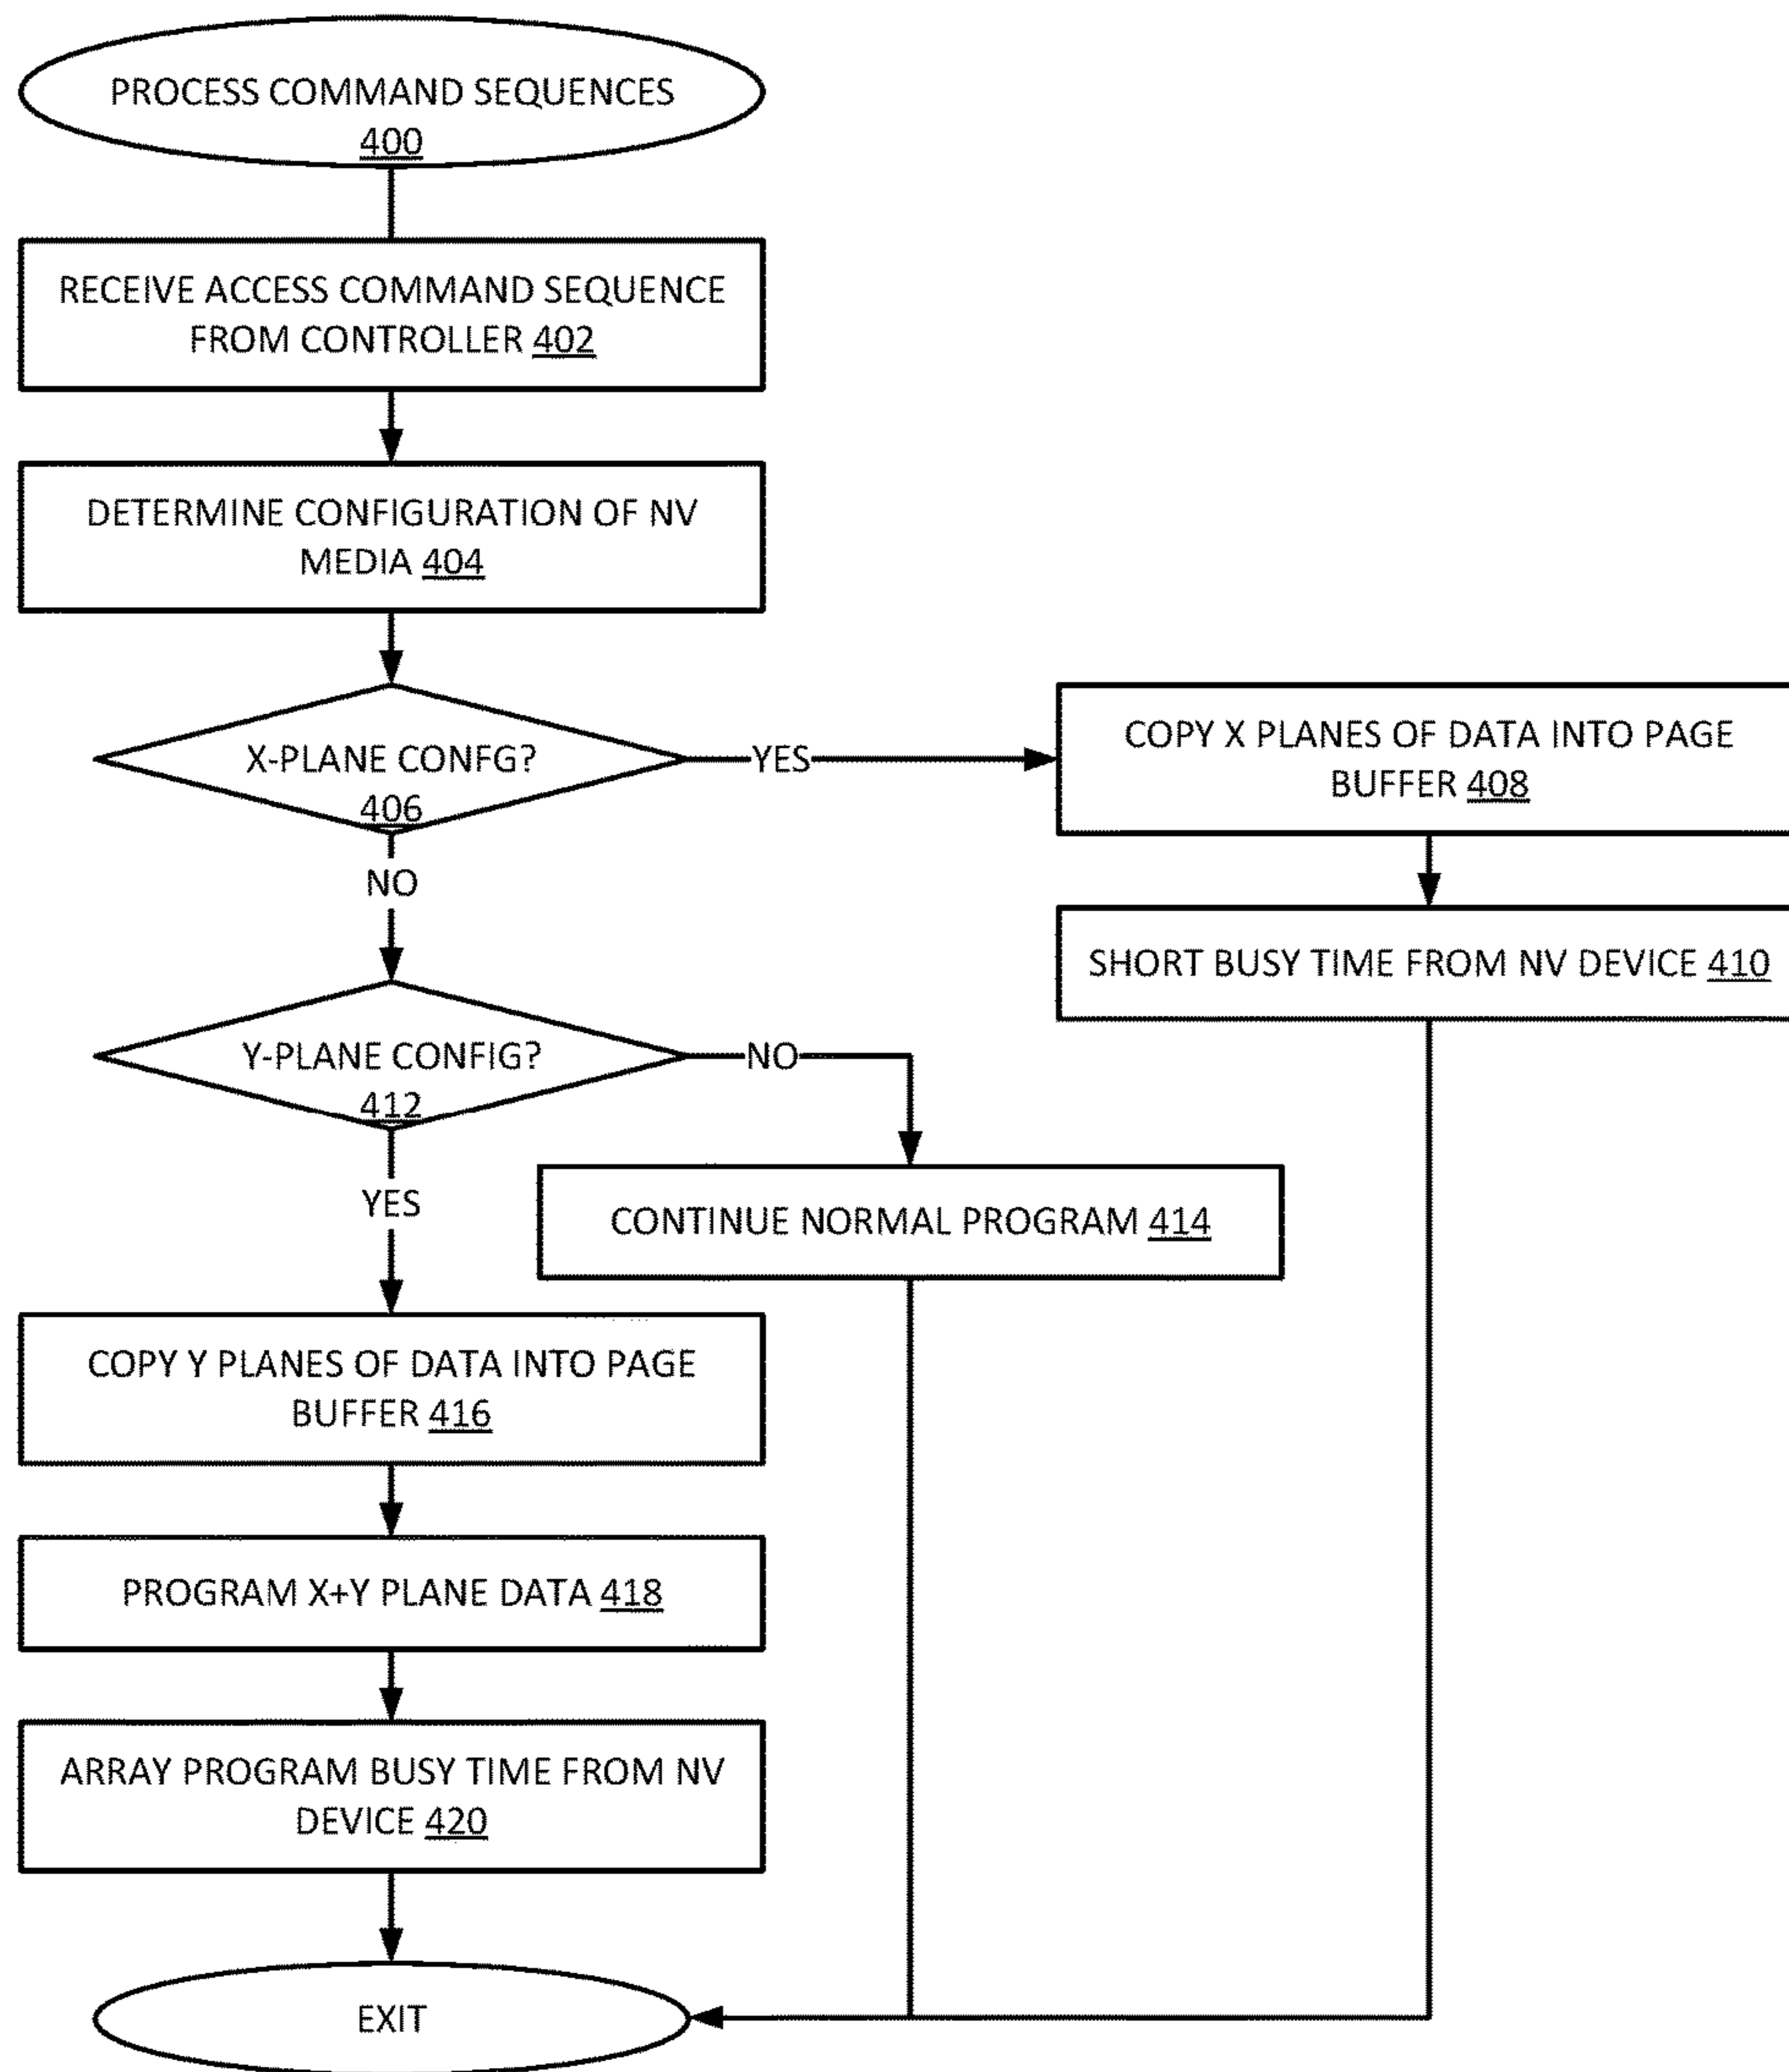 PROCESS COMMAND SEQUENCES
400
RECEIVE ACCESS COMMAND SEQUENCE
FROM CONTROLLER 402
DETERMINE CONFIGURATION OF NV
MEDIA 404
X-PLANE CONFG?
406
YES
COPY X PLANES OF DATA INTO PAGE
BUFFER 408
NO
SHORT BUSY TIME FROM NV DEVICE 410
Y-PLANE CONFIG?
412
NO
YES
CONTINUE NORMAL PROGRAM 414
COPY Y PLANES OF DATA INTO PAGE
BUFFER 416
PROGRAM X+Y PLANE DATA 418
ARRAY PROGRAM BUSY TIME FROM NV
DEVICE 420
EXIT